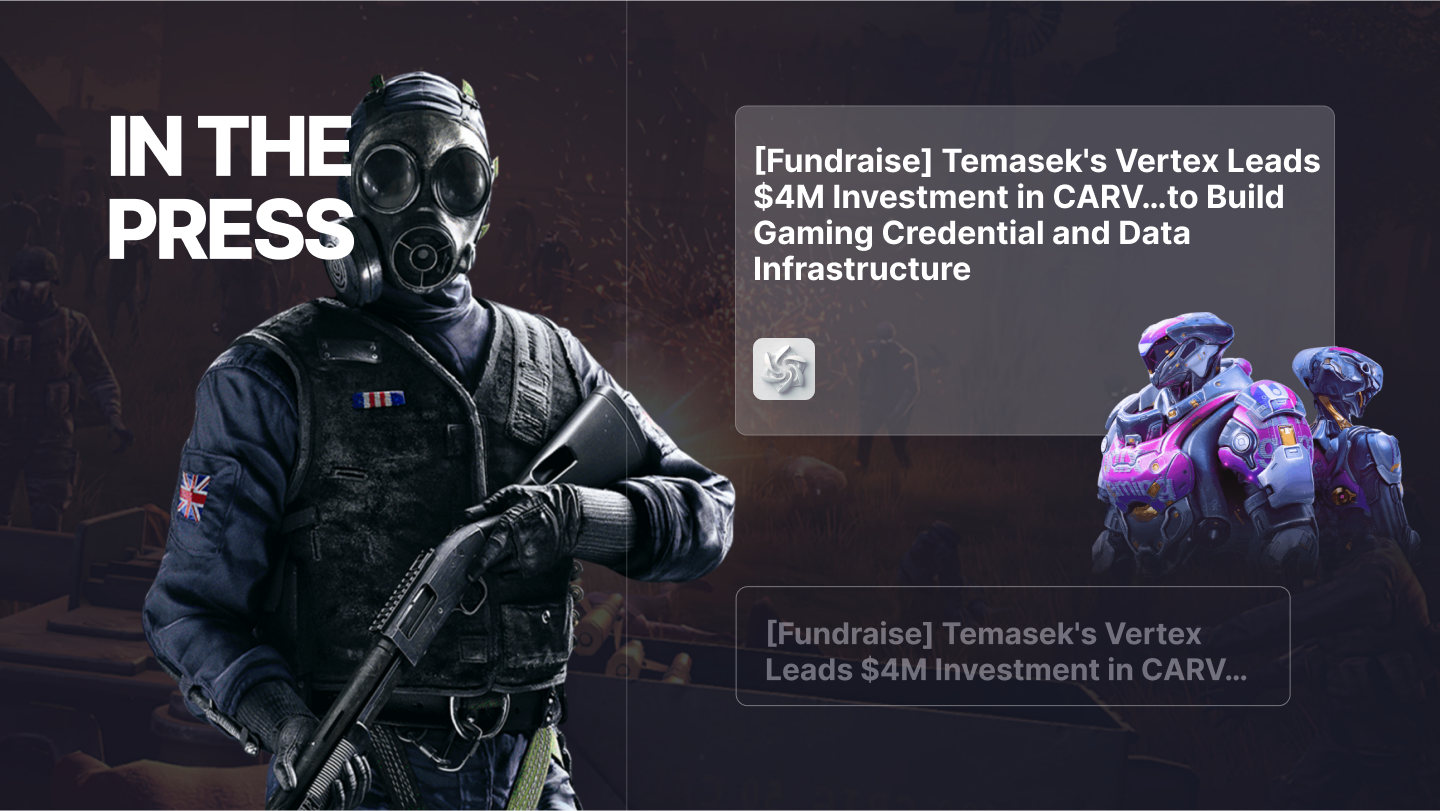 IN THE
PRESS
[Fundraise] Temasek's Vertex Leads
$4M Investment in CARV...to Build
Gaming Credential and Data
Infrastructure
[Fundraise] Temasek's Vertex
Leads $4M Investment in CARV...